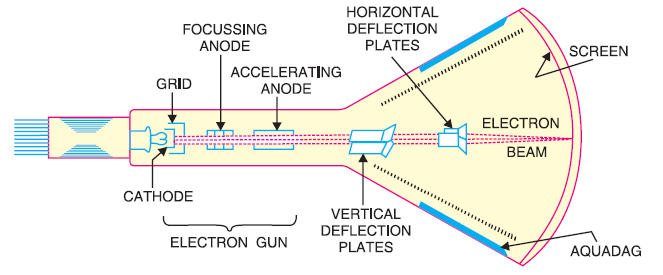 HORIZONTAL
DEFLECTION
PLATES
FOCUSSING
ANODE
SCREEN
ACCELERATING
ANODE
GRID
ELECTRON
BEAM
CATHODE
VERTICAL
DEFLECTION
PLATES
ELECTRON GUN
AQUADAG